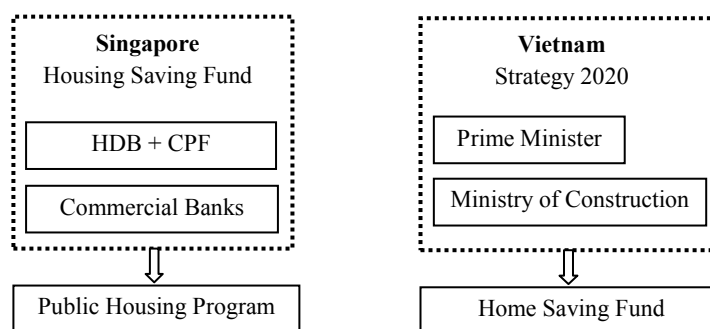 Singapore
Housing Saving Fund
HDB + CPF
Commercial Banks
Public Housing Program
Vietnam
Strategy 2020
Prime Minister
Ministry of Construction
Home Saving Fund